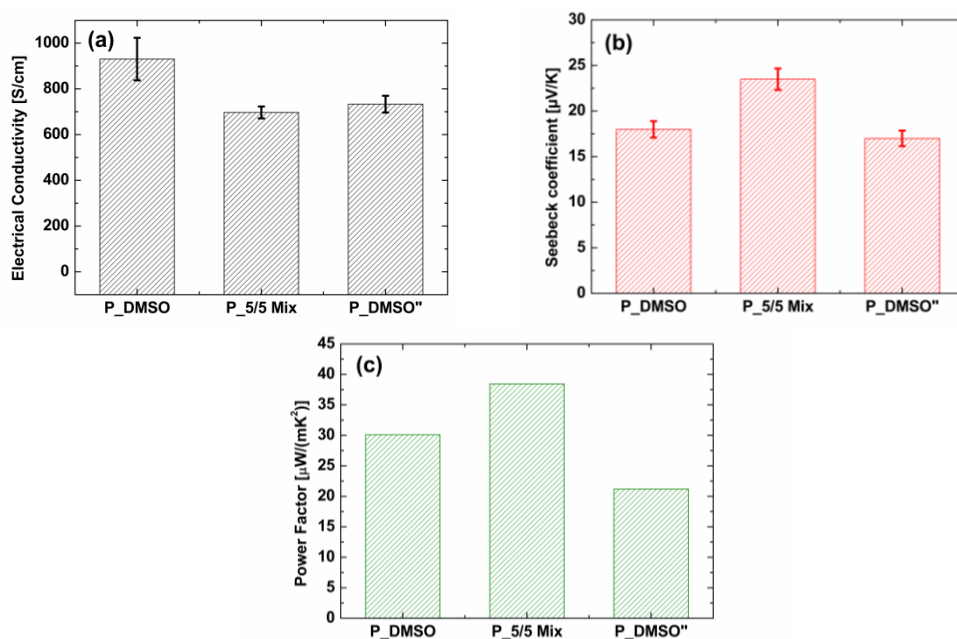 (a)
Electrical Conductivity [S/cm]
1000
800
600
400
200
0
P_DMSO P_5/5 Mix P_DMSO"
(b)
Seebeck coefficient [µV/K]
30
25
20
15
10
5
0
P_DMSO P_5/5 Mix P_DMSO"
(c)
Power Factor [µW/(mK²)]
45
40
35
30
25
20
15
10
5
0
P_DMSO P_5/5 Mix P_DMSO"